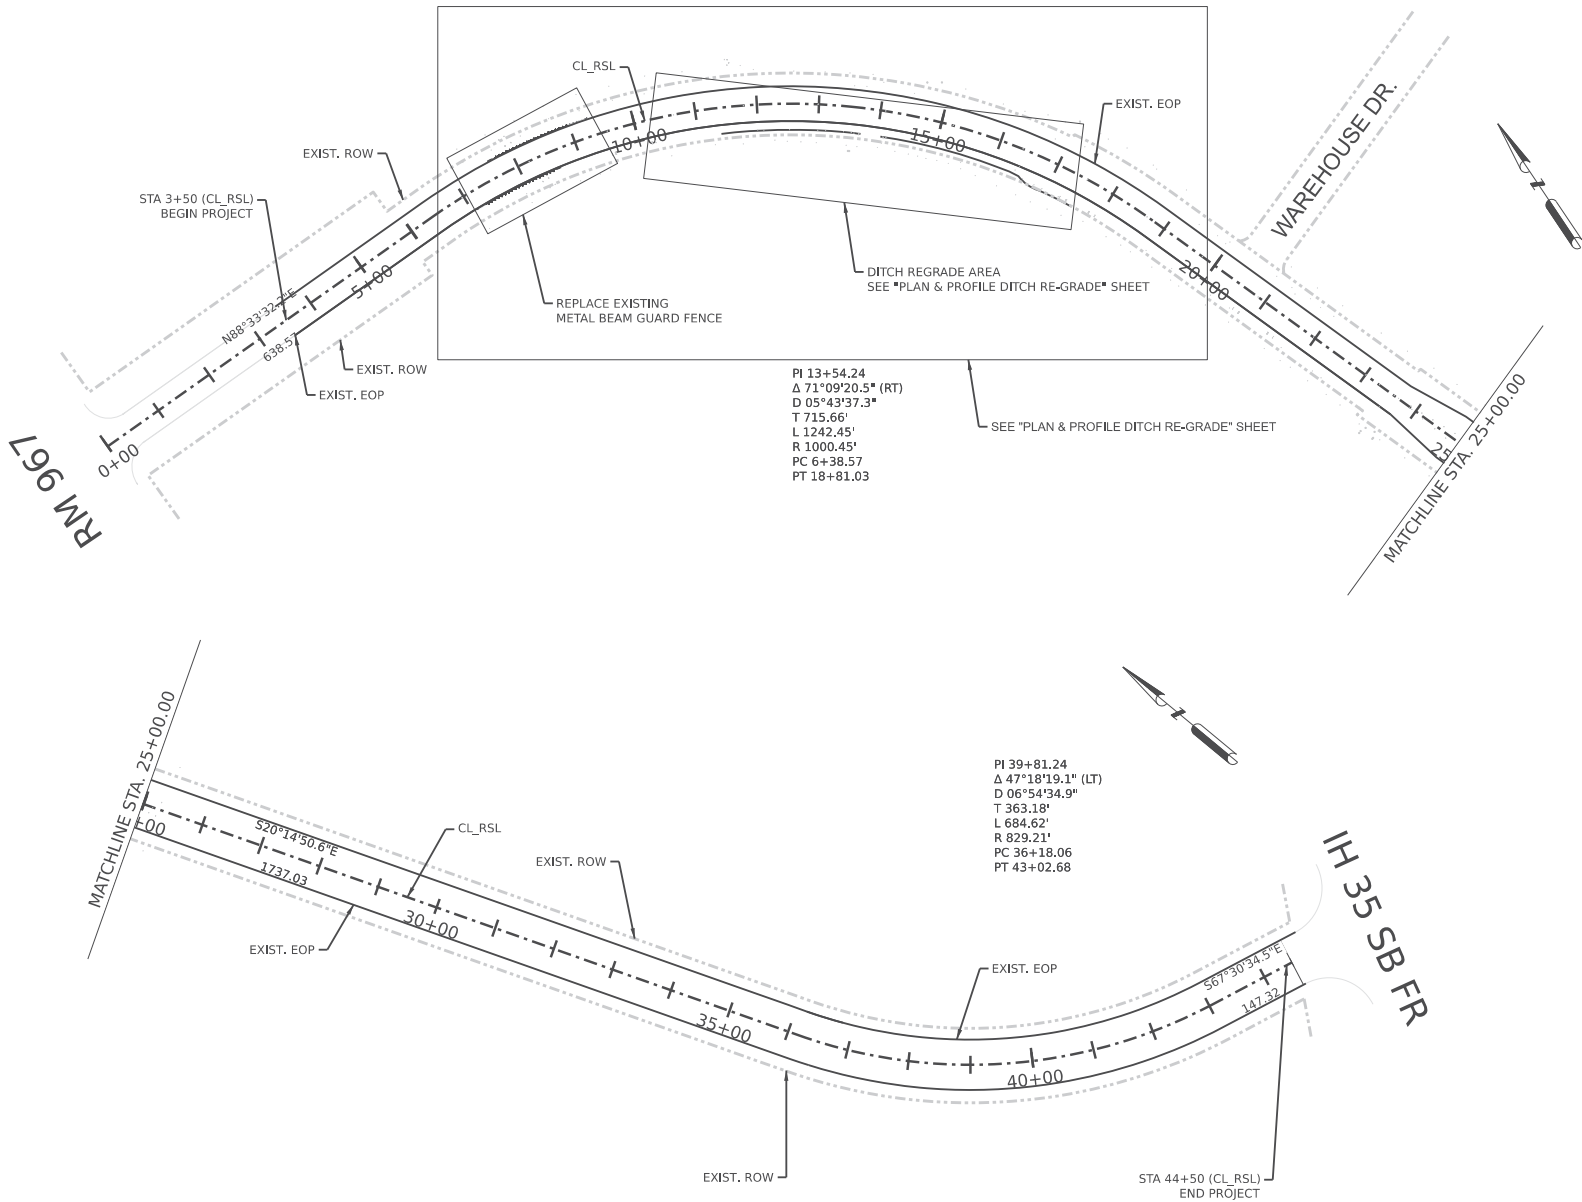 CL_RSL
EXIST. EOP
EXIST. ROW
WAREHOUSE DR.
10+00
15+00
STA 3+50 (CL_RSL)
BEGIN PROJECT
5+00
20+00
DITCH REGRADE AREA
SEE "PLAN & PROFILE DITCH RE-GRADE" SHEET
REPLACE EXISTING
METAL BEAM GUARD FENCE
N88°33'32.2"E
638.57
EXIST. ROW
EXIST. EOP
PI 13+54.24
Δ 71°09'20.5" (RT)
D 05°43'37.3"
T 715.66'
L 1242.45'
R 1000.45'
PC 6+38.57
PT 18+81.03
SEE "PLAN & PROFILE DITCH RE-GRADE" SHEET
0+00
RM 967
25
MATCHLINE STA. 25+00.00
MATCHLINE STA. 25+00.00
+00
S20°14'50.6"E
1737.03
CL_RSL
EXIST. ROW
30+00
EXIST. EOP
PI 39+81.24
Δ 47°18'19.1" (LT)
D 06°54'34.9"
T 363.18'
L 684.62'
R 829.21'
PC 36+18.06
PT 43+02.68
IH 35 SB FR
EXIST. EOP
S67°30'34.5"E
147.32
35+00
40+00
EXIST. ROW
STA 44+50 (CL_RSL)
END PROJECT